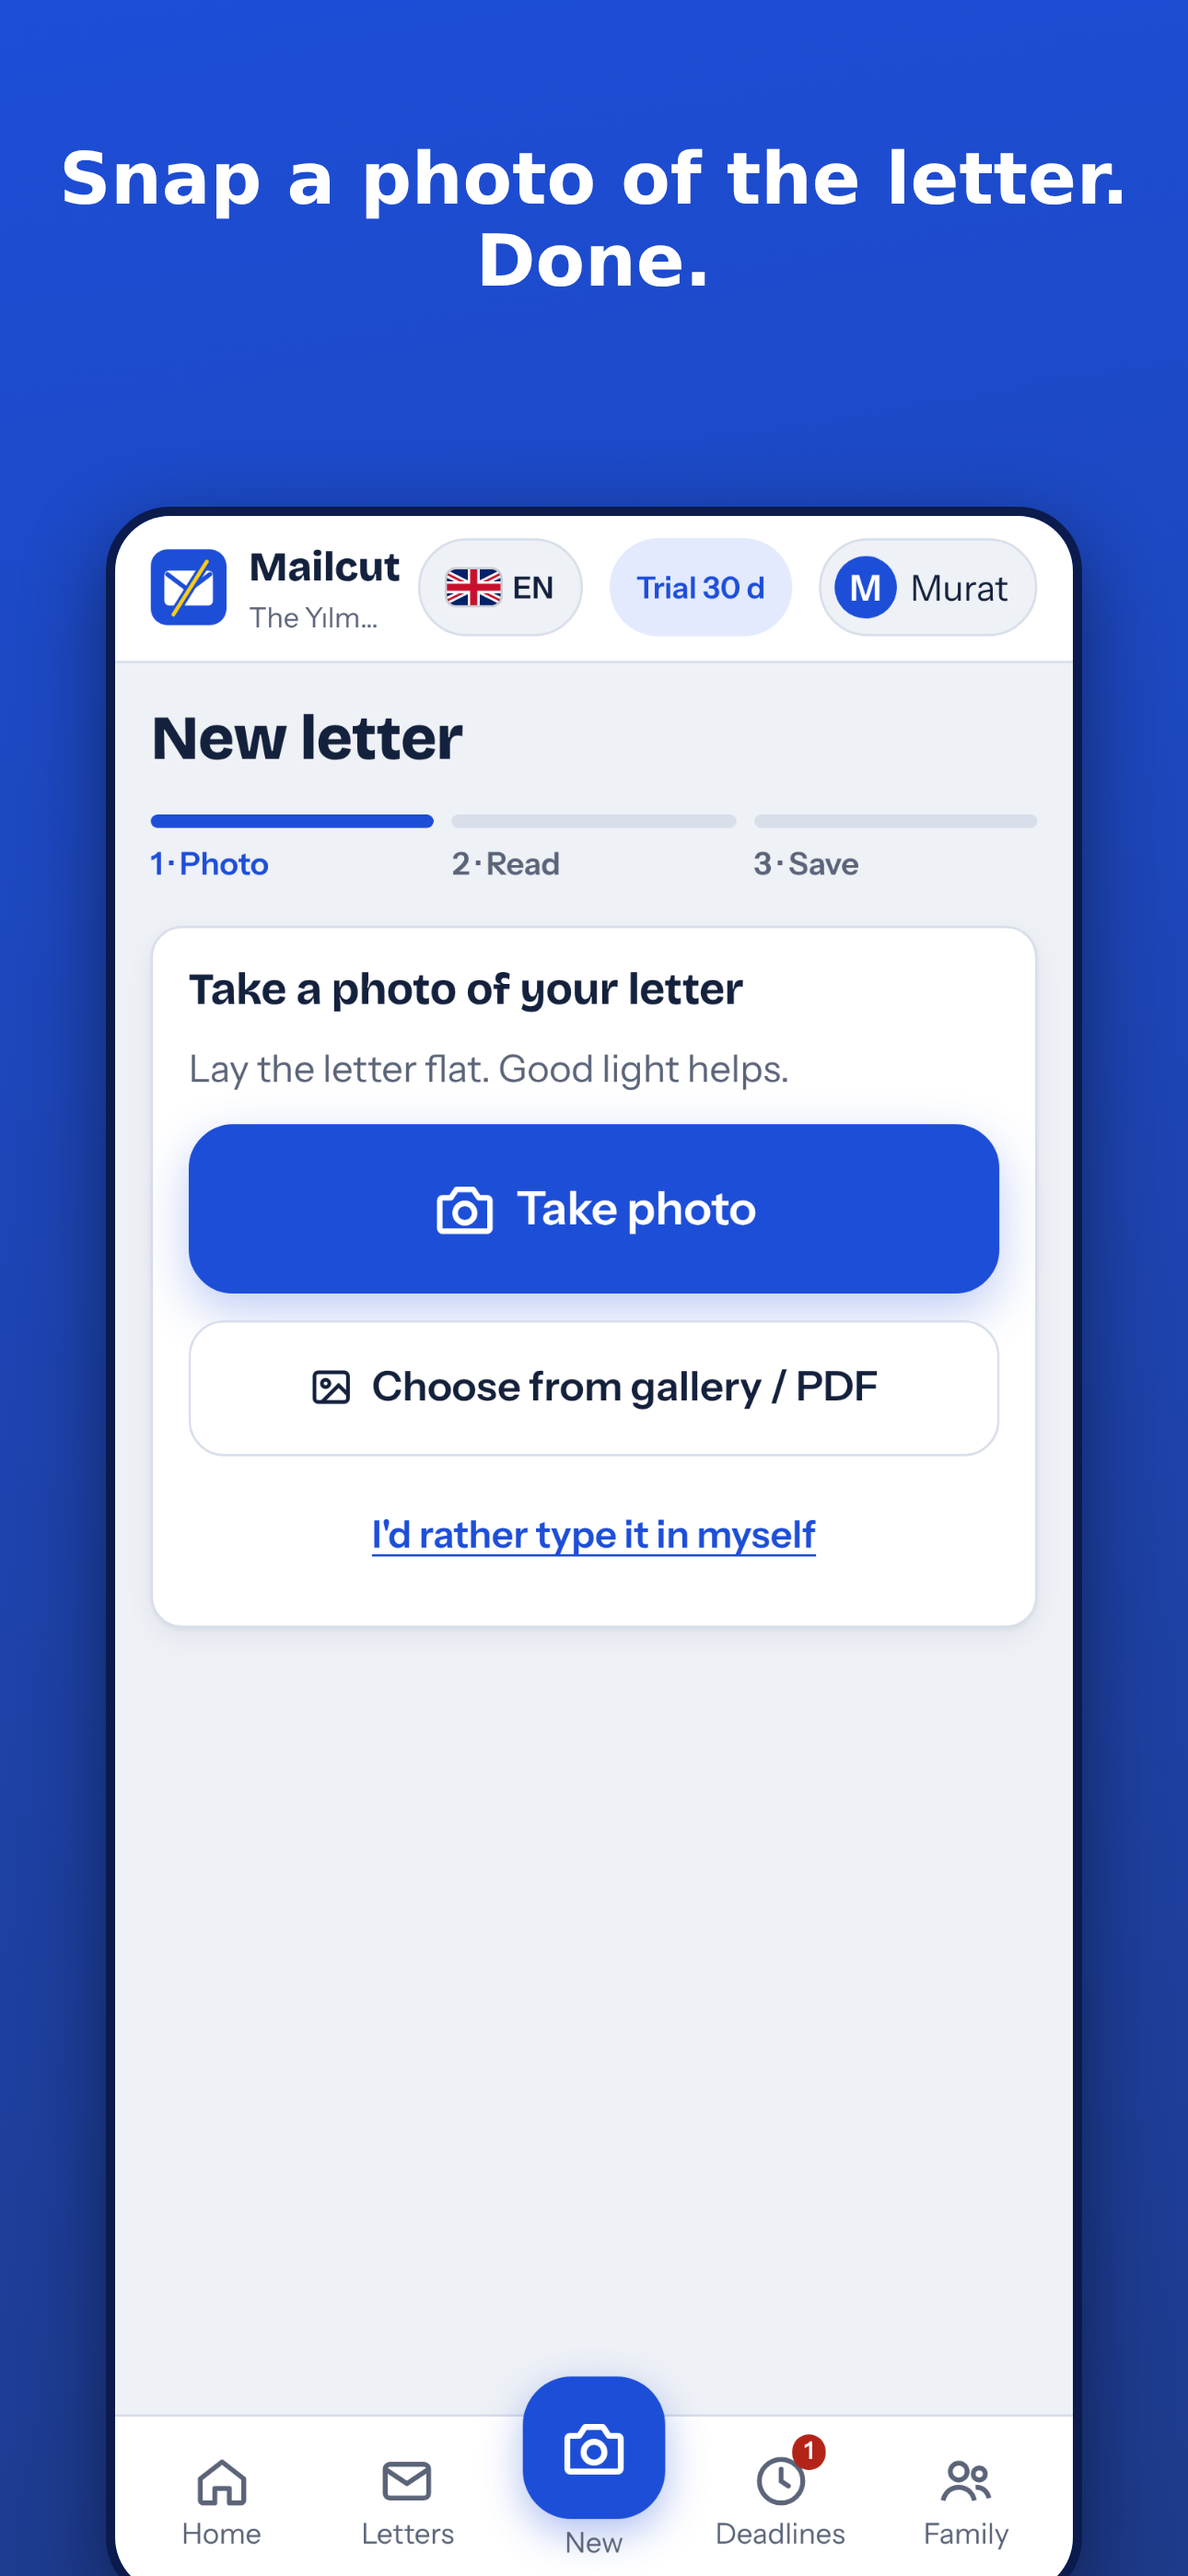 Snap a photo of the letter.
Done.
Mailcut
The Yılm...
EN
Trial 30 d
M
Murat
New letter
1 · Photo
2 · Read
3 · Save
Take a photo of your letter
Lay the letter flat. Good light helps.
Take photo
Choose from gallery / PDF
I'd rather type it in myself
1
Home
Letters
New
Deadlines
Family